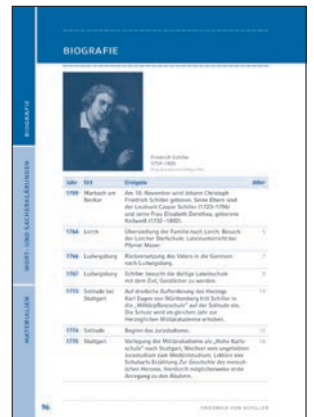 BIOGRAFIE
Friedrich Schiller
1759–1805
Jahr Ort Ereignis Alter
1759 Marbach am Am 10. November wird Johann Christoph
Neckar Friedrich Schiller geboren. Seine Eltern sind
der Leutnant Caspar Schiller (1723–1796)
und seine Frau Elisabeth Dorothea, geborene
Kodweiß (1732–1802).
1764 Lorch Übersiedlung der Familie nach Lorch; Besuch
der Lorcher Dorfschule; Lateinunterricht bei
Pfarrer Moser
1766 Ludwigsburg Rückversetzung des Vaters in die Garnison
nach Ludwigsburg.
1767 Ludwigsburg Schiller besucht die dortige Lateinschule
mit dem Ziel, Geistlicher zu werden.
1773 Solitude bei Auf dreifache Aufforderung des Herzogs
Stuttgart Karl Eugen von Württemberg tritt Schiller in
die „Militärpflanzschule“ auf der Solitude ein.
Die Schule wird im gleichen Jahr zur
Herzoglichen Militärakademie erhoben.
1774 Solitude Beginn des Jurastudiums.
1775 Stuttgart Verlegung der Militärakademie als „Hohe Karls-
schule“ nach Stuttgart; Wechsel vom ungeliebten
Jurastudium zum Medizinstudium; Lektüre von
Schubarts Erzählung Zur Geschichte des mensch-
lichen Herzens, hierdurch möglicherweise erste
Anregung zu den Räubern.
BIOGRAFIE
WORT- UND SACHERKLÄRUNGEN
MATERIALIEN
96 FRIEDRICH VON SCHILLER